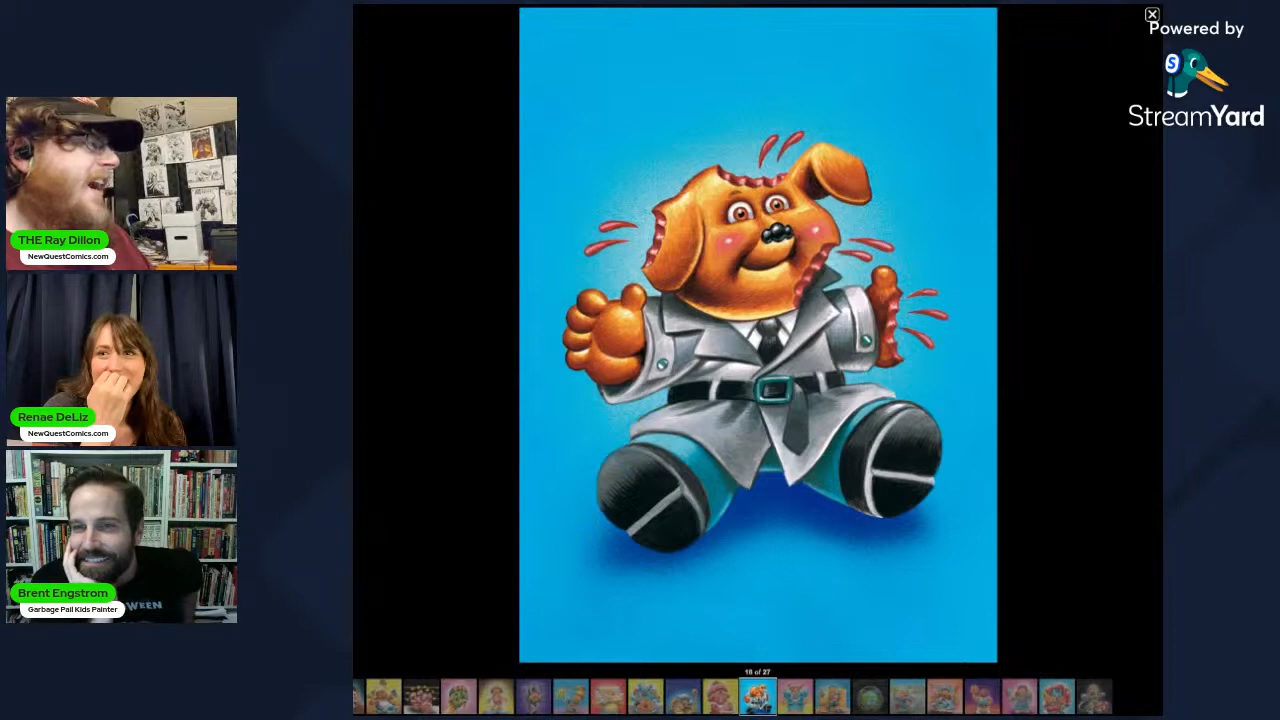 Powered by
StreamYard
THE Ray Dillon
NewQuestComics.com
Renae DeLiz
NewQuestComics.com
Brent Engstrom
Garbage Pail Kids Painter
WEEN
18 of 27